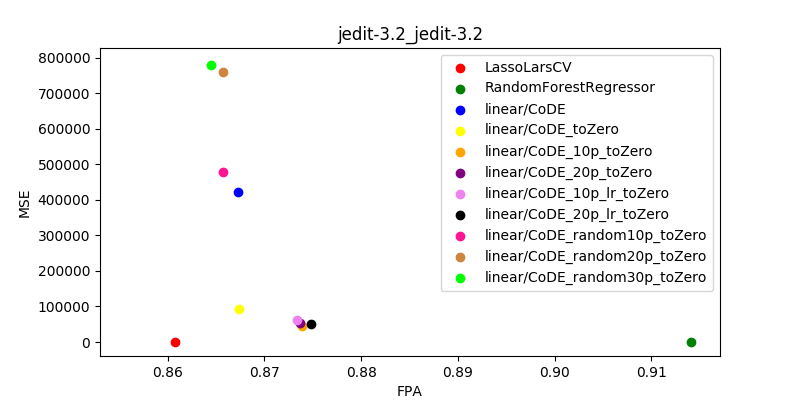 jedit-3.2_jedit-3.2
MSE
800000
700000
600000
500000
400000
300000
200000
100000
0
LassoLarsCV
RandomForestRegressor
linear/CoDE
linear/CoDE_toZero
linear/CoDE_10p_toZero
linear/CoDE_20p_toZero
linear/CoDE_10p_lr_toZero
linear/CoDE_20p_lr_toZero
linear/CoDE_random10p_toZero
linear/CoDE_random20p_toZero
linear/CoDE_random30p_toZero
0.86 0.87 0.88 0.89 0.90 0.91
FPA